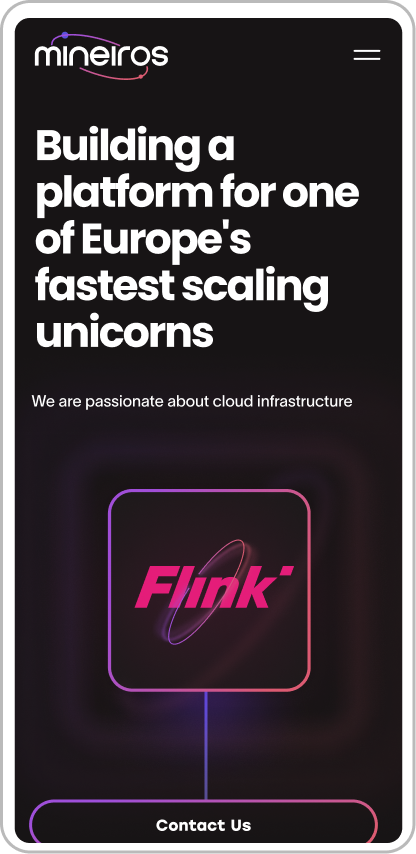 mineiros
Building a
platform for one
of Europe's
fastest scaling
unicorns
We are passionate about cloud infrastructure
Flink
Contact Us